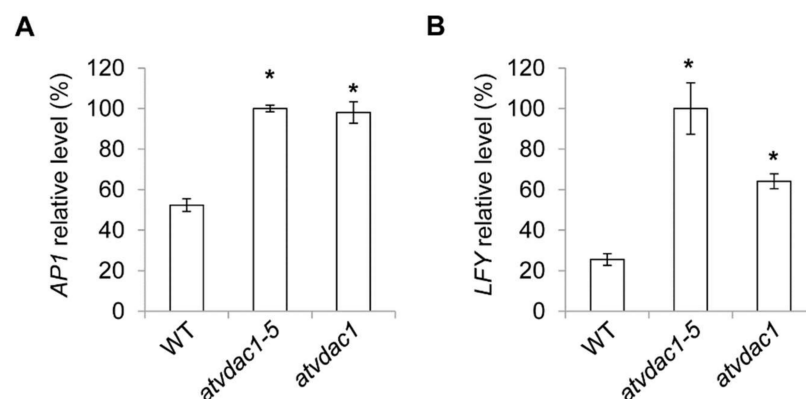 A
AP1 relative level (%)
120
100
80
60
40
20
0
*
*
WT
atvdac1-5
atvdac1
B
LFY relative level (%)
120
100
80
60
40
20
0
*
*
WT
atvdac1-5
atvdac1